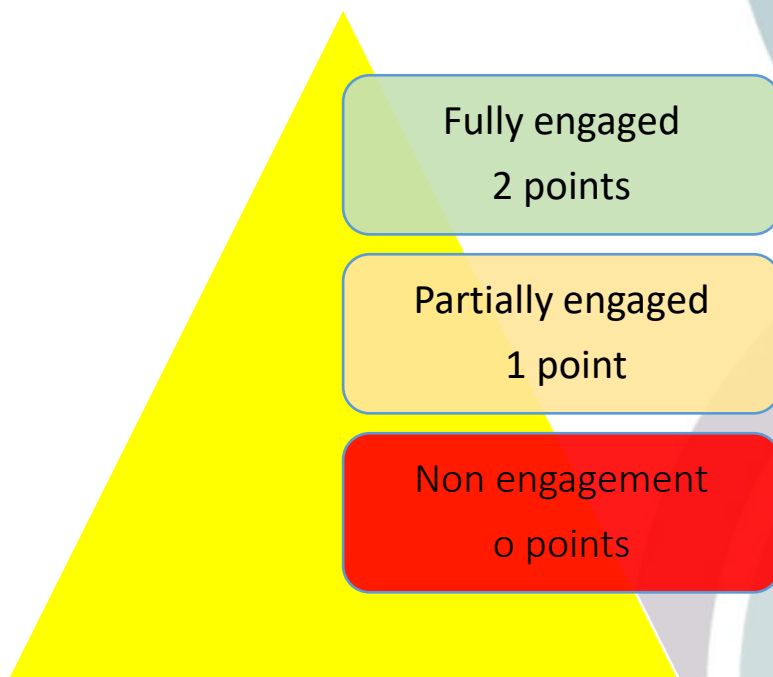 Fully engaged
2 points
Partially engaged
1 point
Non engagement
o points